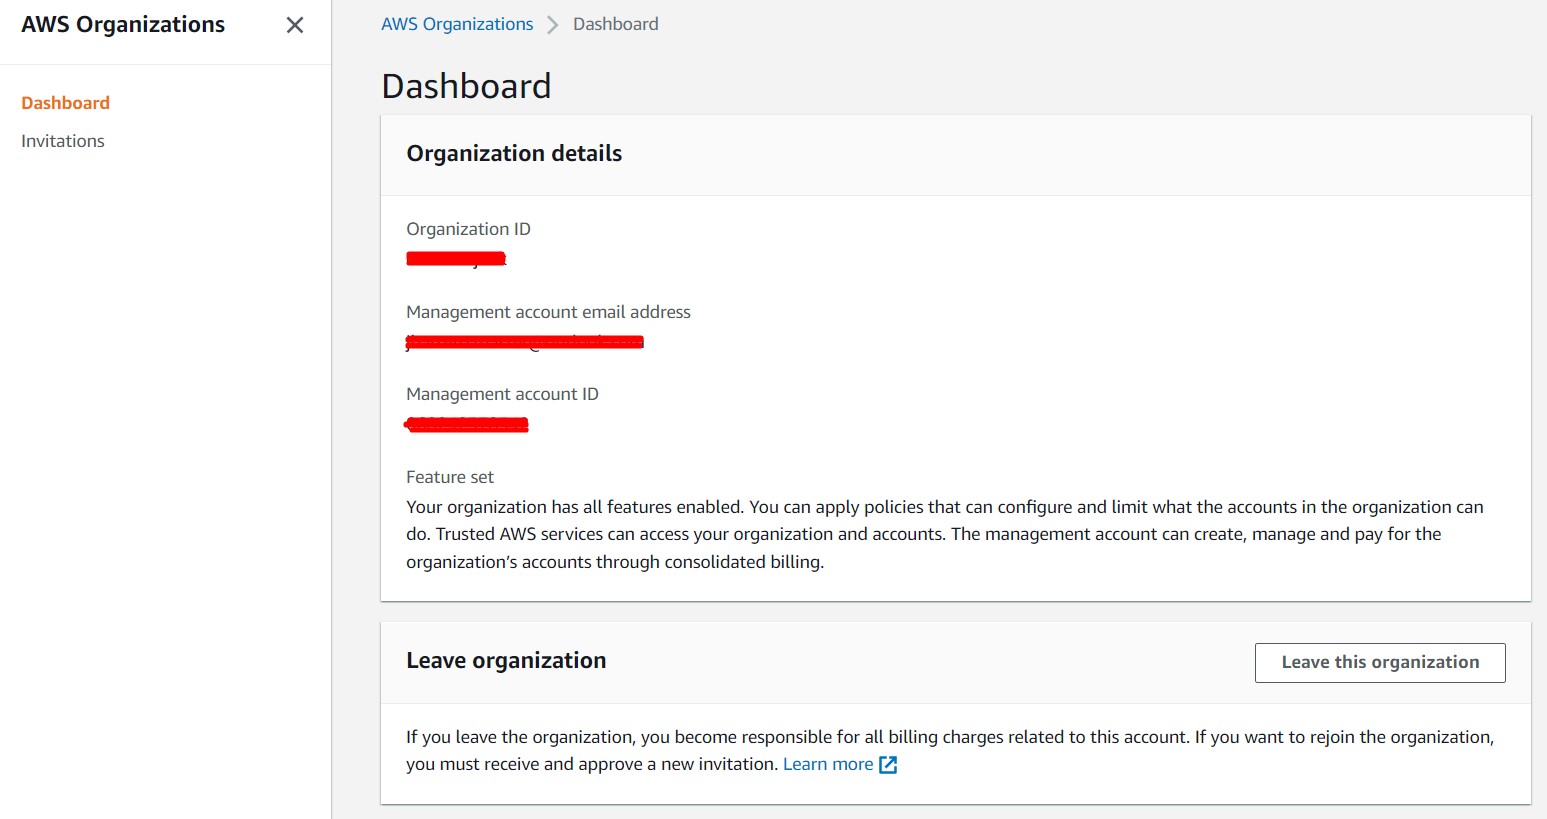 AWS Organizations
Dashboard
Invitations
AWS Organizations > Dashboard
Dashboard
Organization details
Organization ID
Management account email address
Management account ID
Feature set
Your organization has all features enabled. You can apply policies that can configure and limit what the accounts in the organization can
do. Trusted AWS services can access your organization and accounts. The management account can create, manage and pay for the
organization’s accounts through consolidated billing.
Leave organization
Leave this organization
If you leave the organization, you become responsible for all billing charges related to this account. If you want to rejoin the organization,
you must receive and approve a new invitation. Learn more